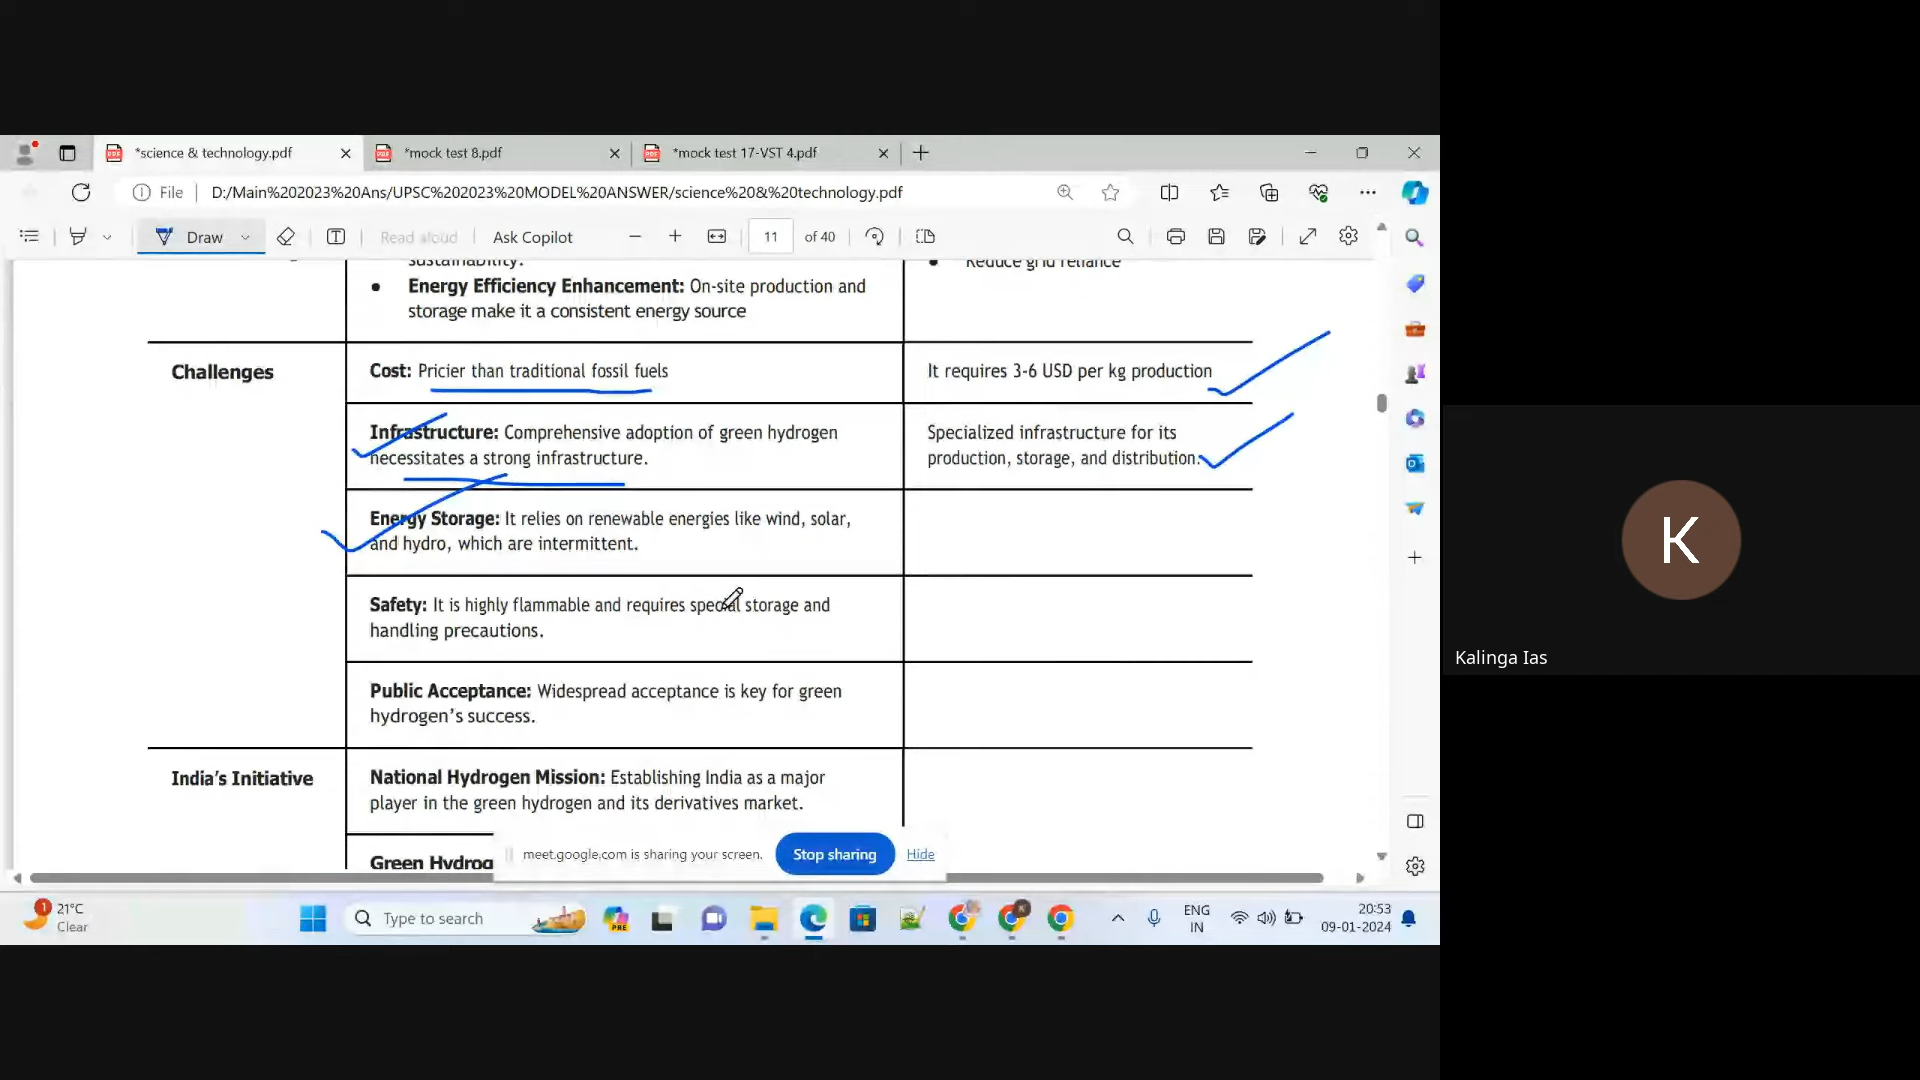 *science & technology.pdf
*mock test 8.pdf
*mock test 17-VST 4.pdf
File
D:/Main%202023%20Ans/UPSC%202023%20MODEL%20ANSWER/science%20&%20technology.pdf
Draw
Read aloud
Ask Copilot
11
of 40
sustainability.
Reduce grid reliance
Energy Efficiency Enhancement: On-site production and
storage make it a consistent energy source
Challenges
Cost: Pricier than traditional fossil fuels
It requires 3-6 USD per kg production
Infrastructure: Comprehensive adoption of green hydrogen
necessitates a strong infrastructure.
Specialized infrastructure for its
production, storage, and distribution.
Energy Storage: It relies on renewable energies like wind, solar,
and hydro, which are intermittent.
Safety: It is highly flammable and requires special storage and
handling precautions.
Public Acceptance: Widespread acceptance is key for green
hydrogen's success.
India's Initiative
National Hydrogen Mission: Establishing India as a major
player in the green hydrogen and its derivatives market.
Green Hydrog
meet.google.com is sharing your screen.
Stop sharing
Hide
K
Kalinga Ias
1
21°C
Clear
Type to search
PRE
K
ENG
IN
20:53
09-01-2024